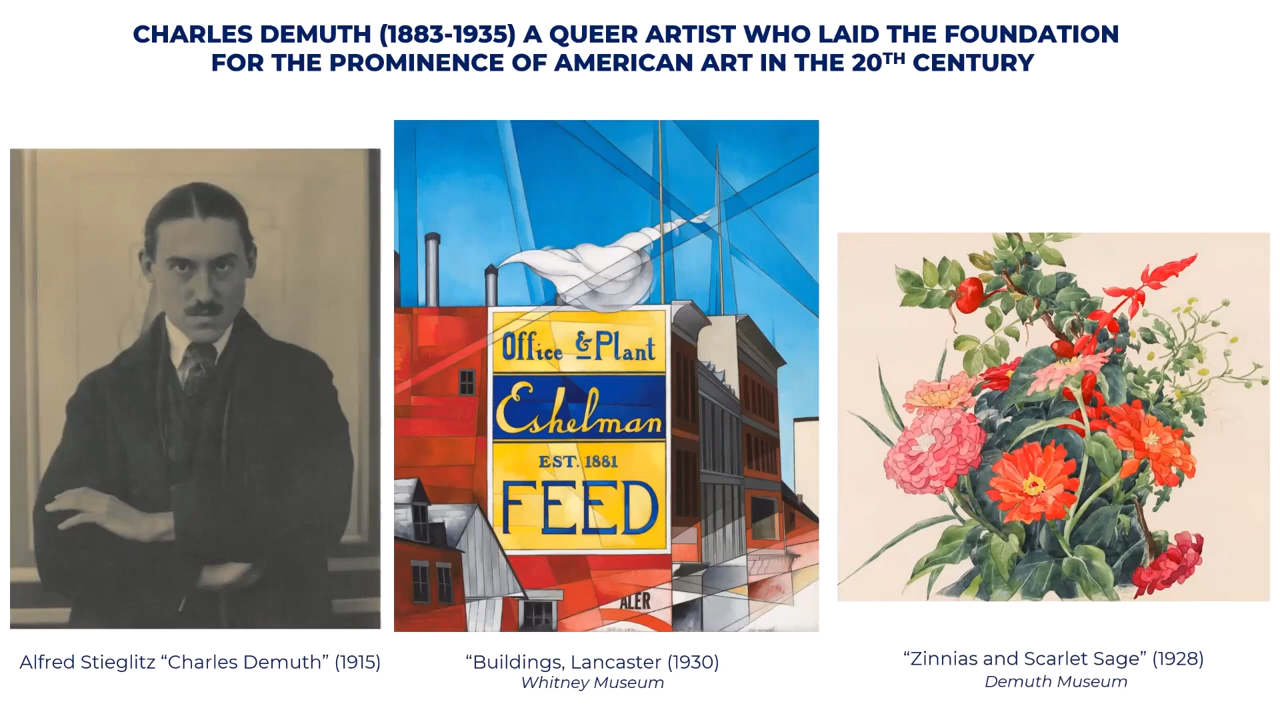 CHARLES DEMUTH (1883-1935) A QUEER ARTIST WHO LAID THE FOUNDATION
FOR THE PROMINENCE OF AMERICAN ART IN THE 20TH CENTURY
Office & Plant
Eshelman
EST. 1881
FEED
ALER
Alfred Stieglitz “Charles Demuth” (1915)
“Buildings, Lancaster (1930)
Whitney Museum
“Zinnias and Scarlet Sage” (1928)
Demuth Museum